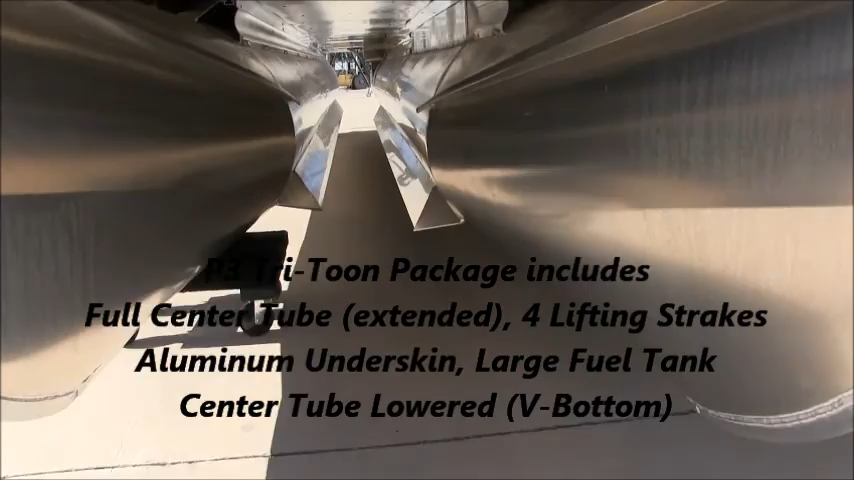 P3 Tri-Toon Package includes
Full Center Tube (extended), 4 Lifting Strakes
Aluminum Underskin, Large Fuel Tank
Center Tube Lowered (V-Bottom)